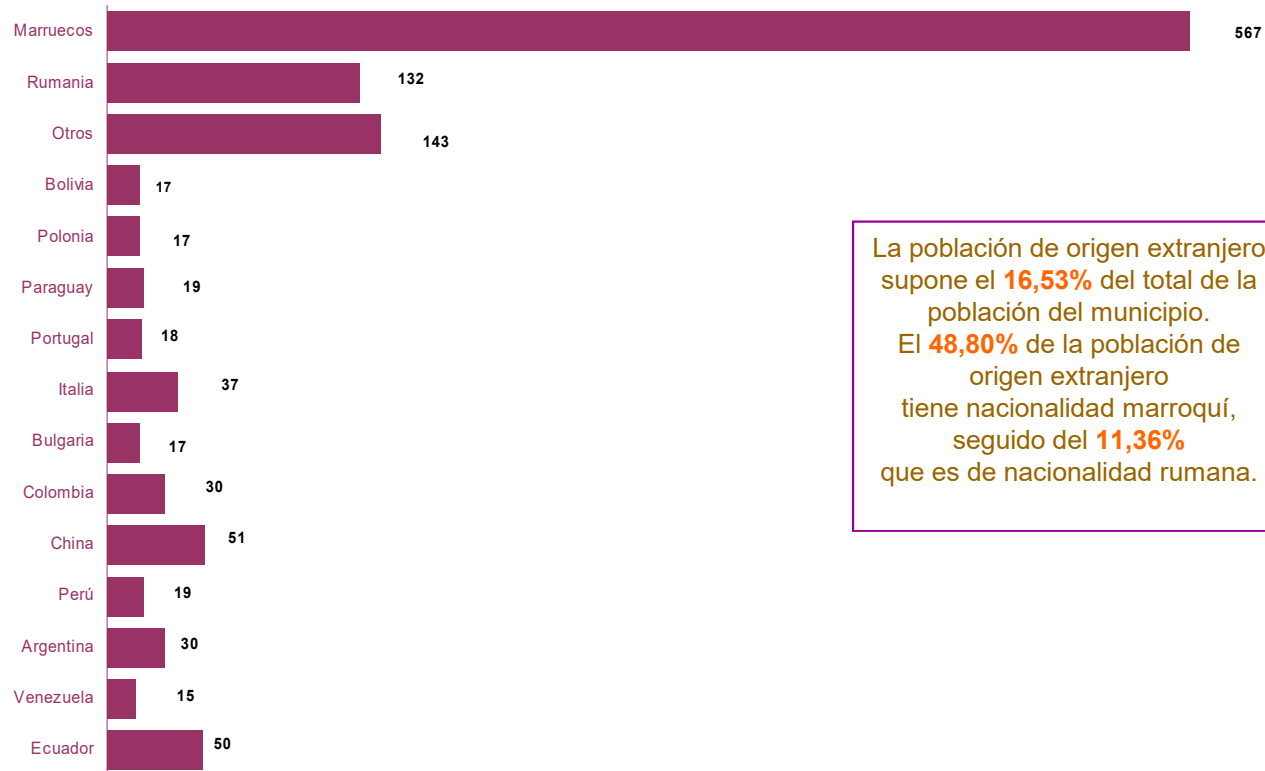 Marruecos 567
Rumania 132
Otros 143
Bolivia 17
Polonia 17
Paraguay 19
Portugal 18
Italia 37
Bulgaria 17
Colombia 30
China 51
Perú 19
Argentina 30
Venezuela 15
Ecuador 50
La población de origen extranjero
supone el 16,53% del total de la
población del municipio.
El 48,80% de la población de
origen extranjero
tiene nacionalidad marroquí,
seguido del 11,36%
que es de nacionalidad rumana.